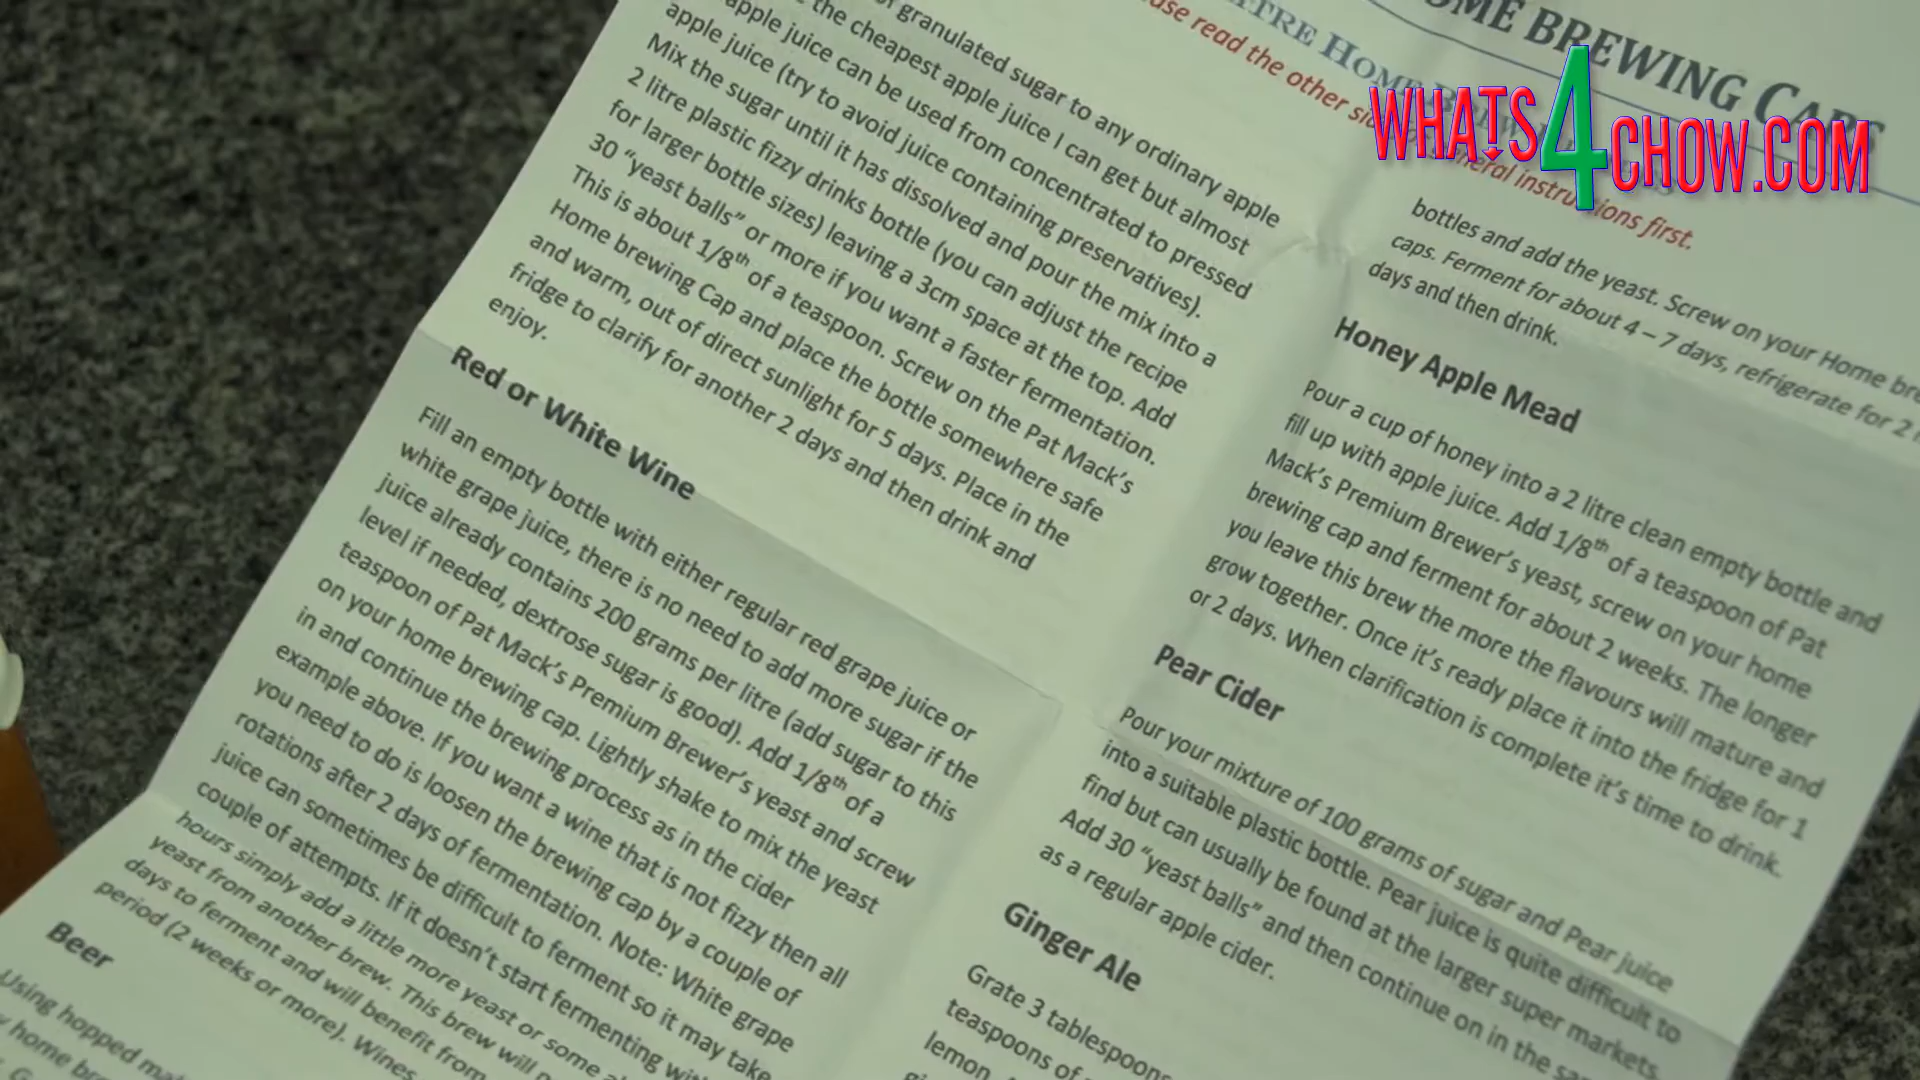 OME BREWING CAPS
ITRE HOME B
use read the other si
eneral instructions first.
WHATS4CHOW.COM
of granulated sugar to any ordinary apple
the cheapest apple juice I can get but almost
apple juice can be used from concentrated to pressed
apple juice (try to avoid juice containing preservatives).
Mix the sugar until it has dissolved and pour the mix into a
2 litre plastic fizzy drinks bottle (you can adjust the recipe
for larger bottle sizes) leaving a 3cm space at the top. Add
30 “yeast balls” or more if you want a faster fermentation.
This is about 1/8th of a teaspoon. Screw on the Pat Mack’s
Home brewing Cap and place the bottle somewhere safe
and warm, out of direct sunlight for 5 days. Place in the
fridge to clarify for another 2 days and then drink and
enjoy.
Red or White Wine
Fill an empty bottle with either regular red grape juice or
white grape juice, there is no need to add more sugar if the
juice already contains 200 grams per litre (add sugar to this
level if needed, dextrose sugar is good). Add 1/8th of a
teaspoon of Pat Mack’s Premium Brewer’s yeast and screw
on your home brewing cap. Lightly shake to mix the yeast
in and continue the brewing process as in the cider
example above. If you want a wine that is not fizzy then all
you need to do is loosen the brewing cap by a couple of
rotations after 2 days of fermentation. Note: White grape
juice can sometimes be difficult to ferment so it may take
couple of attempts. If it doesn’t start fermenting with
hours simply add a little more yeast or some
yeast from another brew. This brew will
days to ferment and will benefit from
period (2 weeks or more). Wines
Beer
Using hopped
home
bottles and add the yeast. Screw on your Home
caps. Ferment for about 4 – 7 days, refrigerate for 2
days and then drink.
Honey Apple Mead
Pour a cup of honey into a 2 litre clean empty bottle and
fill up with apple juice. Add 1/8th of a teaspoon of Pat
Mack’s Premium Brewer’s yeast, screw on your home
brewing cap and ferment for about 2 weeks. The longer
you leave this brew the more the flavours will mature and
grow together. Once it’s ready place it into the fridge for 1
or 2 days. When clarification is complete it’s time to drink.
Pear Cider
Pour your mixture of 100 grams of sugar and Pear juice
into a suitable plastic bottle. Pear juice is quite difficult to
find but can usually be found at the larger super markets.
Add 30 “yeast balls” and then continue on in the
as a regular apple cider.
Ginger Ale
Grate 3 tablespoons
teaspoons of
lemon.